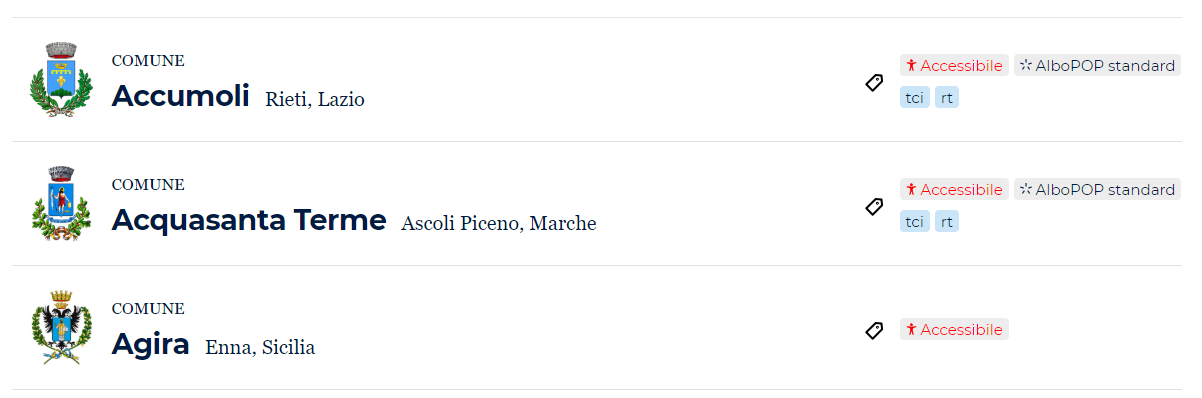 COMUNE
Accumoli Rieti, Lazio
Accessibile AlboPOP standard
tci rt
COMUNE
Acquasanta Terme Ascoli Piceno, Marche
Accessibile AlboPOP standard
tci rt
COMUNE
Agira Enna, Sicilia
Accessibile